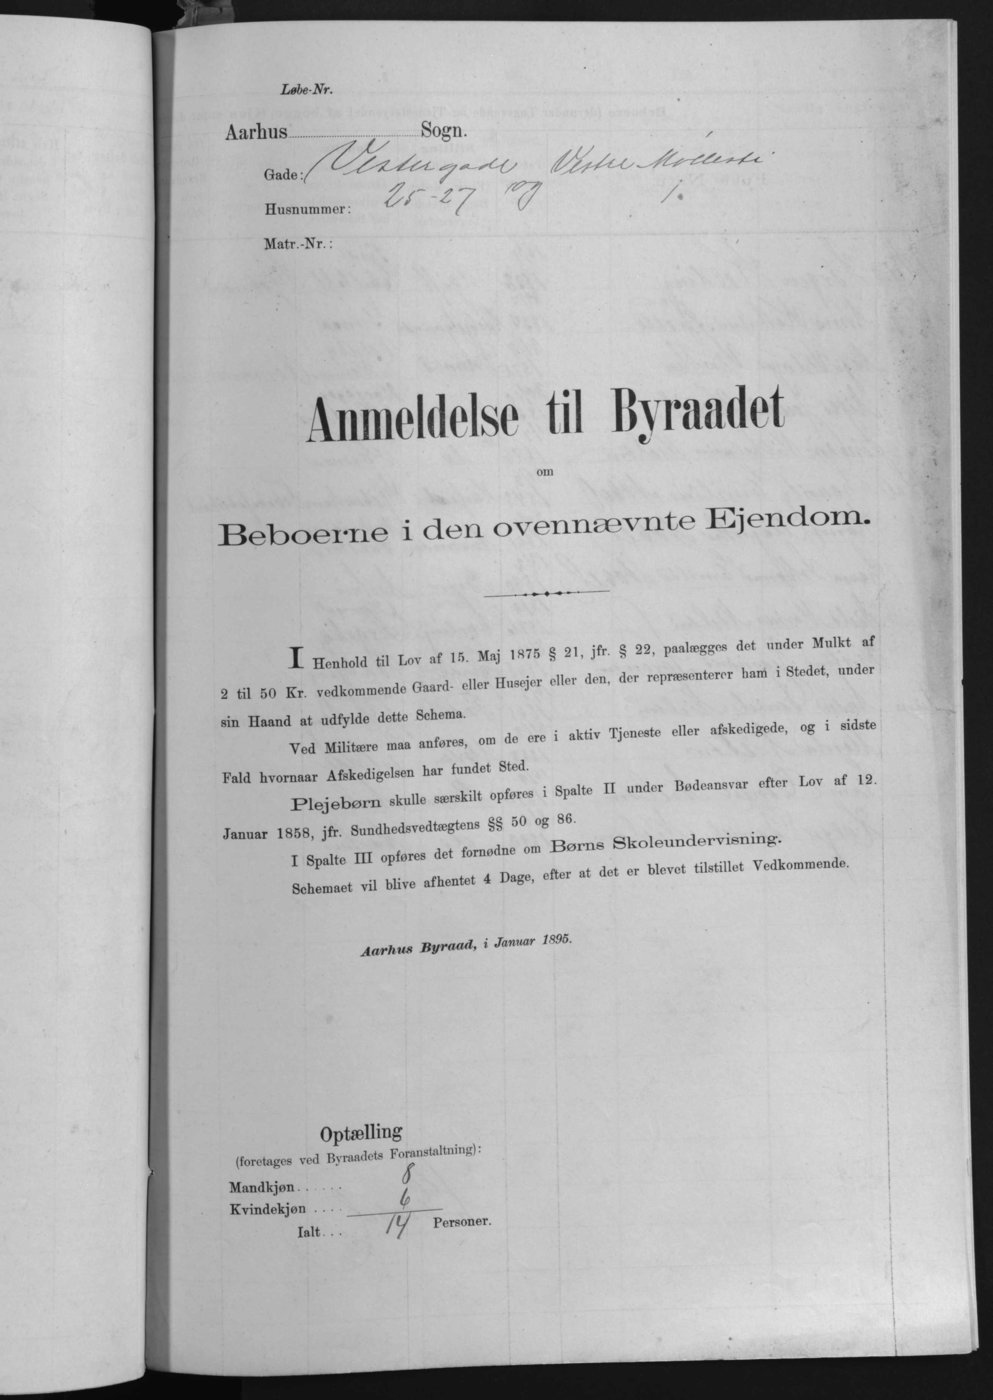 Løbe-Nr.
Aarhus Sogn.
Gade: Vestergade Vestre Møllesti
Husnummer: 25-27 og 1.
Matr.-Nr.:
Anmeldelse til Byraadet
om
Beboerne i den ovennævnte Ejendom.
I Henhold til Lov af 15. Maj 1875 § 21, jfr. § 22, paalægges det under Mulkt af
2 til 50 Kr. vedkommende Gaard- eller Husejer eller den, der repræsenterer ham i Stedet, under
sin Haand at udfylde dette Schema.
Ved Militære maa anføres, om de ere i aktiv Tjeneste eller afskedigede, og i sidste
Fald hvornaar Afskedigelsen har fundet Sted.
Plejebørn skulle særskilt opføres i Spalte II under Bødeansvar efter Lov af 12.
Januar 1858, jfr. Sundhedsvedtægtens §§ 50 og 86.
I Spalte III opføres det fornødne om Børns Skoleundervisning.
Schemaet vil blive afhentet 4 Dage, efter at det er blevet tilstillet Vedkommende.
Aarhus Byraad, i Januar 1895.
Optælling
(foretages ved Byraadets Foranstaltning):
Mandkjøn...... 8
Kvindekjøn .... 6
Ialt... 14 Personer.